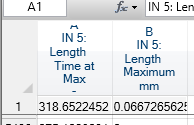 A1 fx IN 5: Len
A B
IN 5: IN 5:
Length Length
Time at Maximum
Max mm
1 318.6522452 0.0667265625